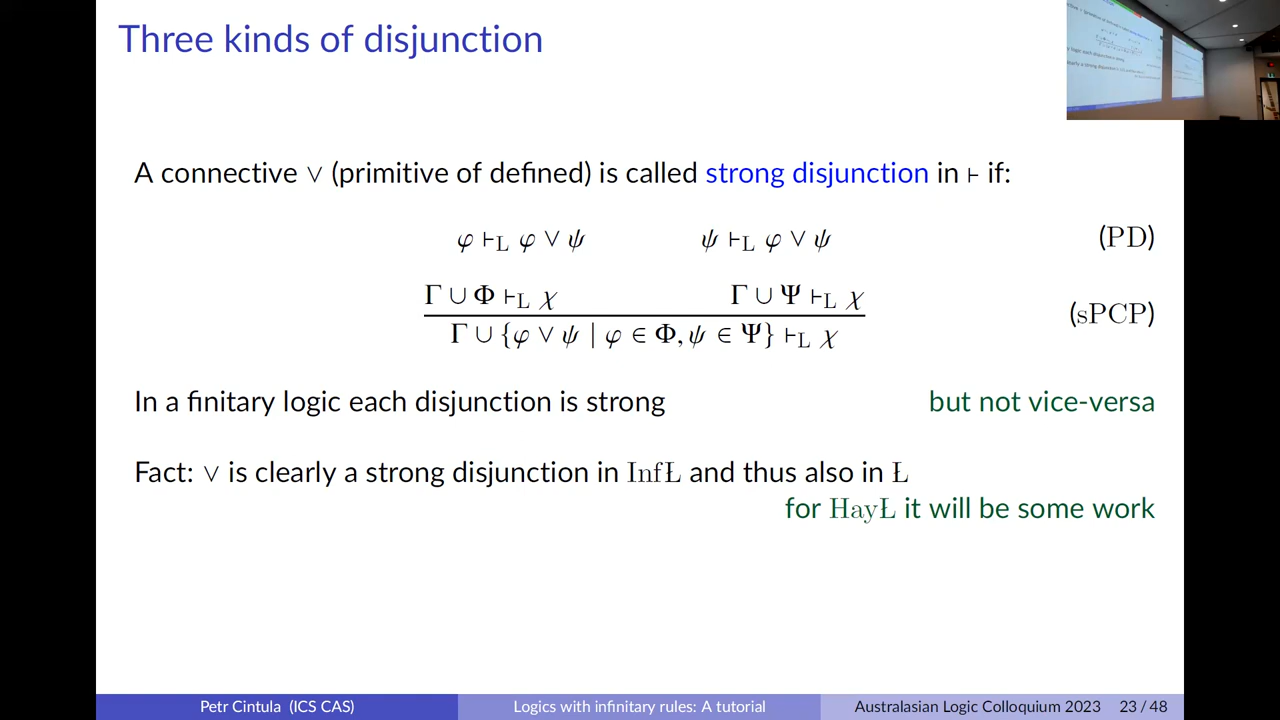 Three kinds of disjunction
A connective ∨ (primitive of defined) is called strong disjunction in ⊢ if:
φ ⊢L φ ∨ ψ ψ ⊢L φ ∨ ψ (PD)
Γ ∪ Φ ⊢L χ Γ ∪ Ψ ⊢L χ
Γ ∪ {φ ∨ ψ | φ ∈ Φ, ψ ∈ Ψ} ⊢L χ (sPCP)
In a finitary logic each disjunction is strong but not vice-versa
Fact: ∨ is clearly a strong disjunction in InfŁ and thus also in Ł
for HayŁ it will be some work
Petr Cintula (ICS CAS) Logics with infinitary rules: A tutorial Australasian Logic Colloquium 2023 23 / 48